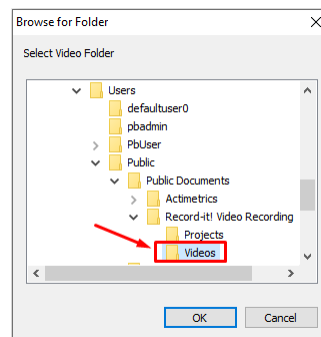 Browse for Folder
Select Video Folder
Users
defaultuser0
pbadmin
PbUser
Public
Public Documents
Actimetrics
Record-it! Video Recording
Projects
Videos
OK
Cancel